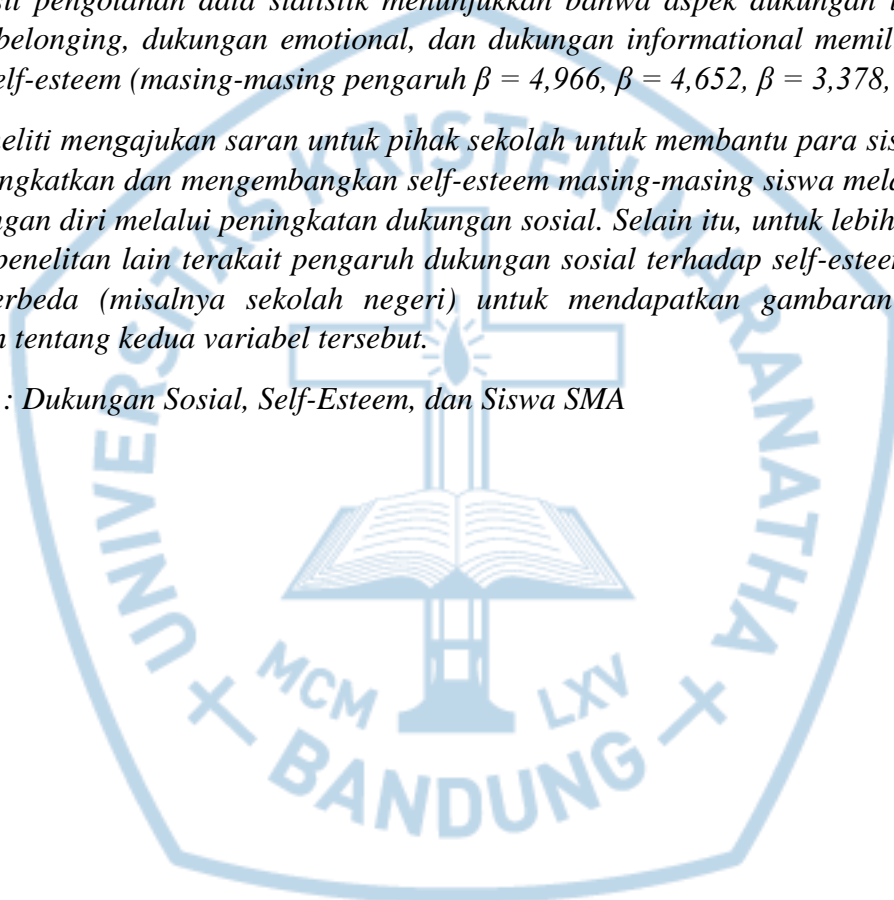 pengolahan data statistik menunjukkan bahwa aspek dukungan
belonging, dukungan emotional, dan dukungan informational memil
elf-esteem (masing-masing pengaruh β = 4,966, β = 4,652, β = 3,378,
eliti mengajukan saran untuk pihak sekolah untuk membantu para sis
ngkatkan dan mengembangkan self-esteem masing-masing siswa mela
ngan diri melalui peningkatan dukungan sosial. Selain itu, untuk lebih
penelitan lain terakait pengaruh dukungan sosial terhadap self-estee
erbeda (misalnya sekolah negeri) untuk mendapatkan gambaran
n tentang kedua variabel tersebut.
: Dukungan Sosial, Self-Esteem, dan Siswa SMA
UNIVERSITAS KRISTEN MARANATHA
MCM LXV
BANDUNG